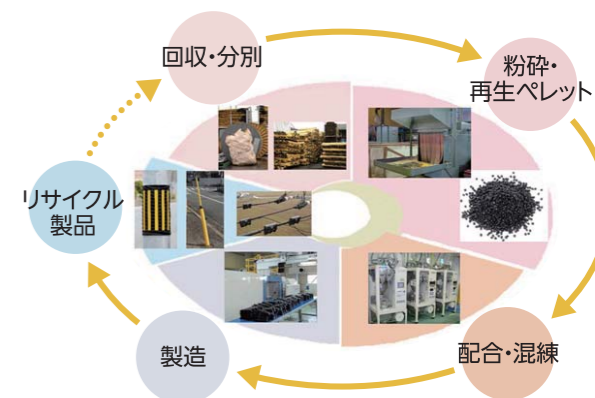 回収・分別
粉砕・
再生ペレット
配合・混練
製造
リサイクル
製品